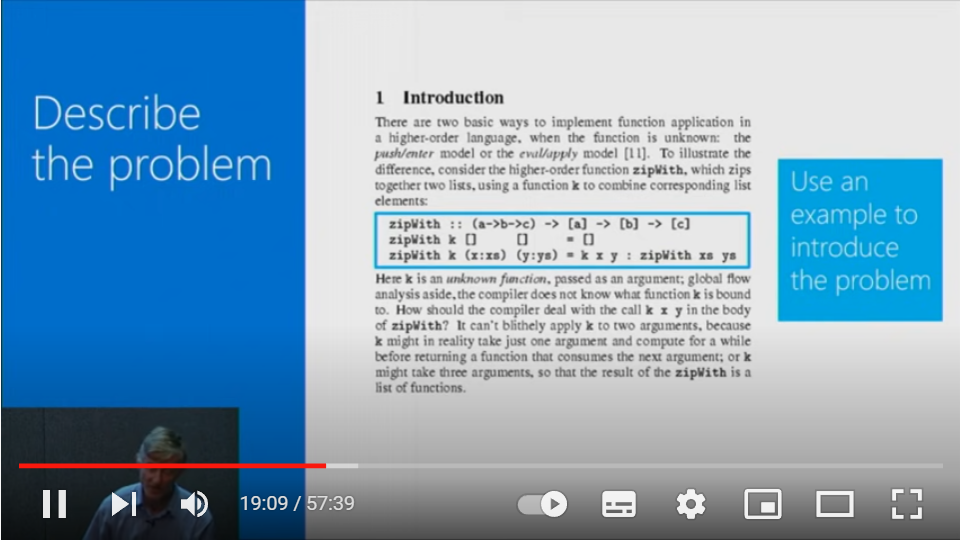 Describe
the problem
1 Introduction
There are two basic ways to implement function application in
a higher-order language, when the function is unknown: the
push/enter model or the eval/apply model [11]. To illustrate the
difference, consider the higher-order function zipWith, which zips
together two lists, using a function k to combine corresponding list
elements:
zipWith :: (a->b->c) -> [a] -> [b] -> [c]
zipWith k [] [] = []
zipWith k (x:xs) (y:ys) = k x y : zipWith xs ys
Here k is an unknown function, passed as an argument; global flow
analysis aside, the compiler does not know what function k is bound
to. How should the compiler deal with the call k x y in the body
of zipWith? It can't blithely apply k to two arguments, because
k might in reality take just one argument and compute for a while
before returning a function that consumes the next argument; or k
might take three arguments, so that the result of the zipWith is a
list of functions.
Use an
example to
introduce
the problem
19:09 / 57:39